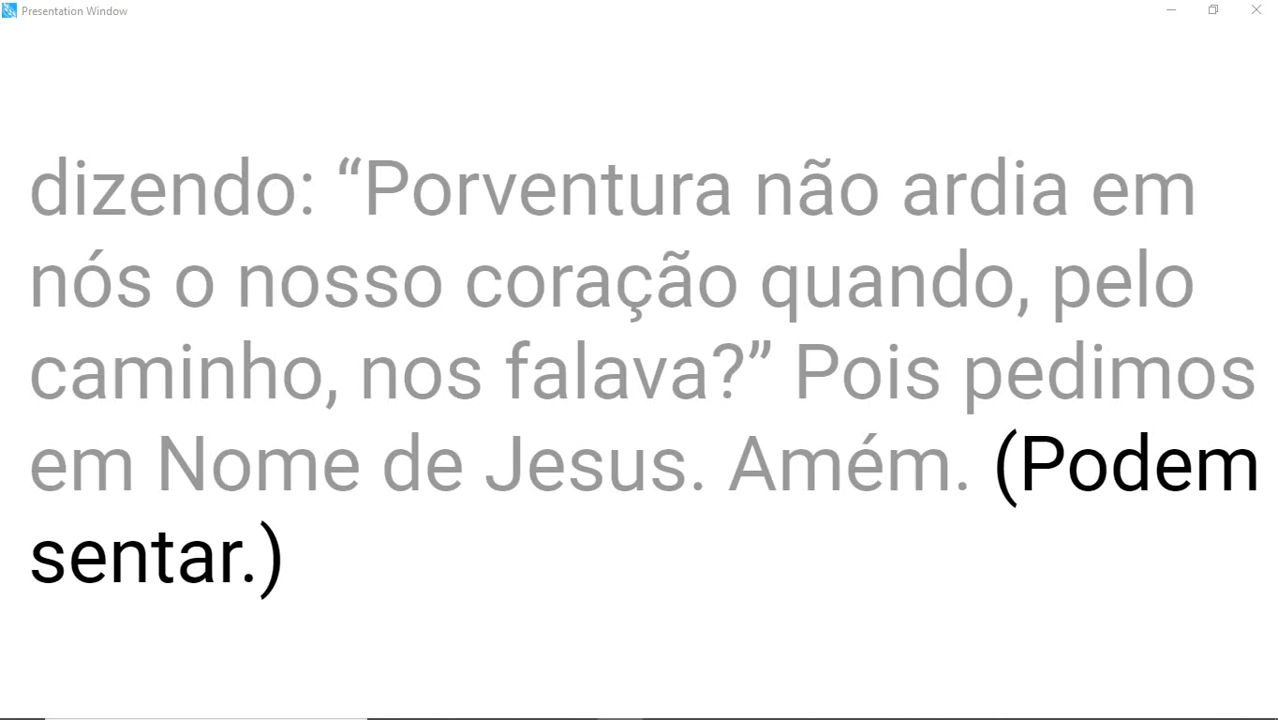 Presentation Window
dizendo: “Porventura não ardia em
nós o nosso coração quando, pelo
caminho, nos falava?” Pois pedimos
em Nome de Jesus. Amém. (Podem
sentar.)